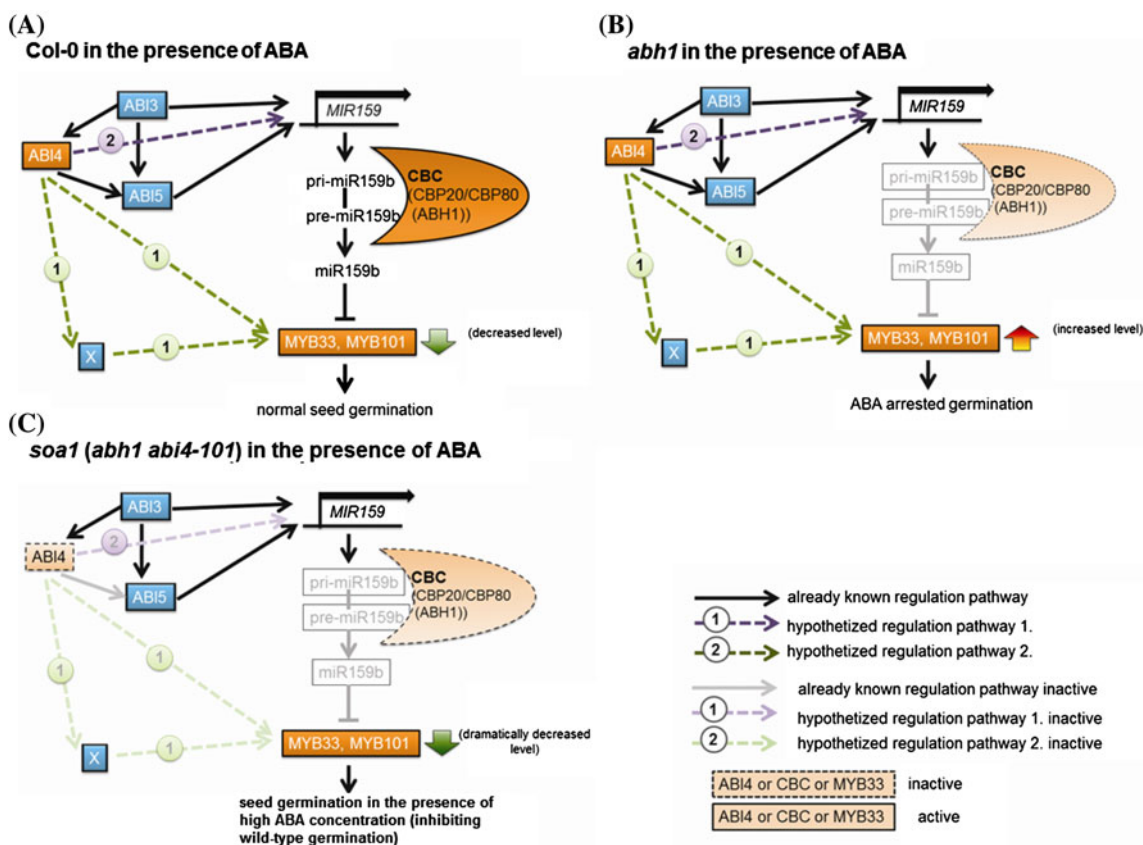 (A)
Col-0 in the presence of ABA
ABI3
MIR159
2
ABI4
ABI5
pri-miR159b
CBC
(CBP20/CBP80
(ABH1))
pre-miR159b
1
1
miR159b
X
1
MYB33, MYB101
(decreased level)
normal seed germination
(B)
abh1 in the presence of ABA
ABI3
MIR159
2
ABI4
ABI5
pri-miR159b
CBC
(CBP20/CBP80
(ABH1))
pre-miR159b
1
1
miR159b
X
1
MYB33, MYB101
(increased level)
ABA arrested germination
(C)
soa1 (abh1 abi4-101) in the presence of ABA
ABI3
MIR159
2
ABI4
ABI5
pri-miR159b
CBC
(CBP20/CBP80
(ABH1))
pre-miR159b
1
1
miR159b
X
1
MYB33, MYB101
(dramatically decreased
level)
seed germination in the presence of
high ABA concentration (inhibiting
wild-type germination)
already known regulation pathway
1
hypothetized regulation pathway 1.
2
hypothetized regulation pathway 2.
already known regulation pathway inactive
1
hypothetized regulation pathway 1. inactive
2
hypothetized regulation pathway 2. inactive
ABI4 or CBC or MYB33
inactive
ABI4 or CBC or MYB33
active